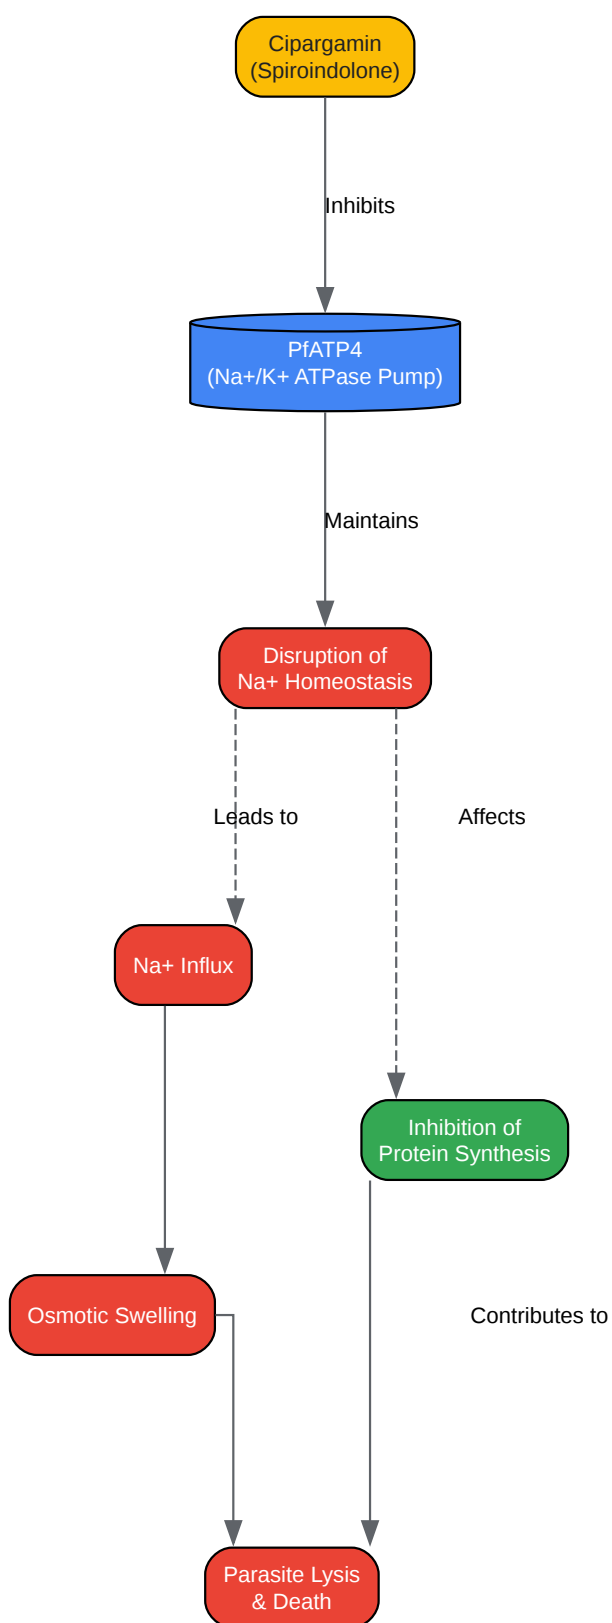 Cipargamin
(Spiroindolone)
Inhibits
PfATP4
(Na+/K+ ATPase Pump)
Maintains
Disruption of
Na+ Homeostasis
Leads to
Affects
Na+ Influx
Inhibition of
Protein Synthesis
Osmotic Swelling
Contributes to
Parasite Lysis
& Death